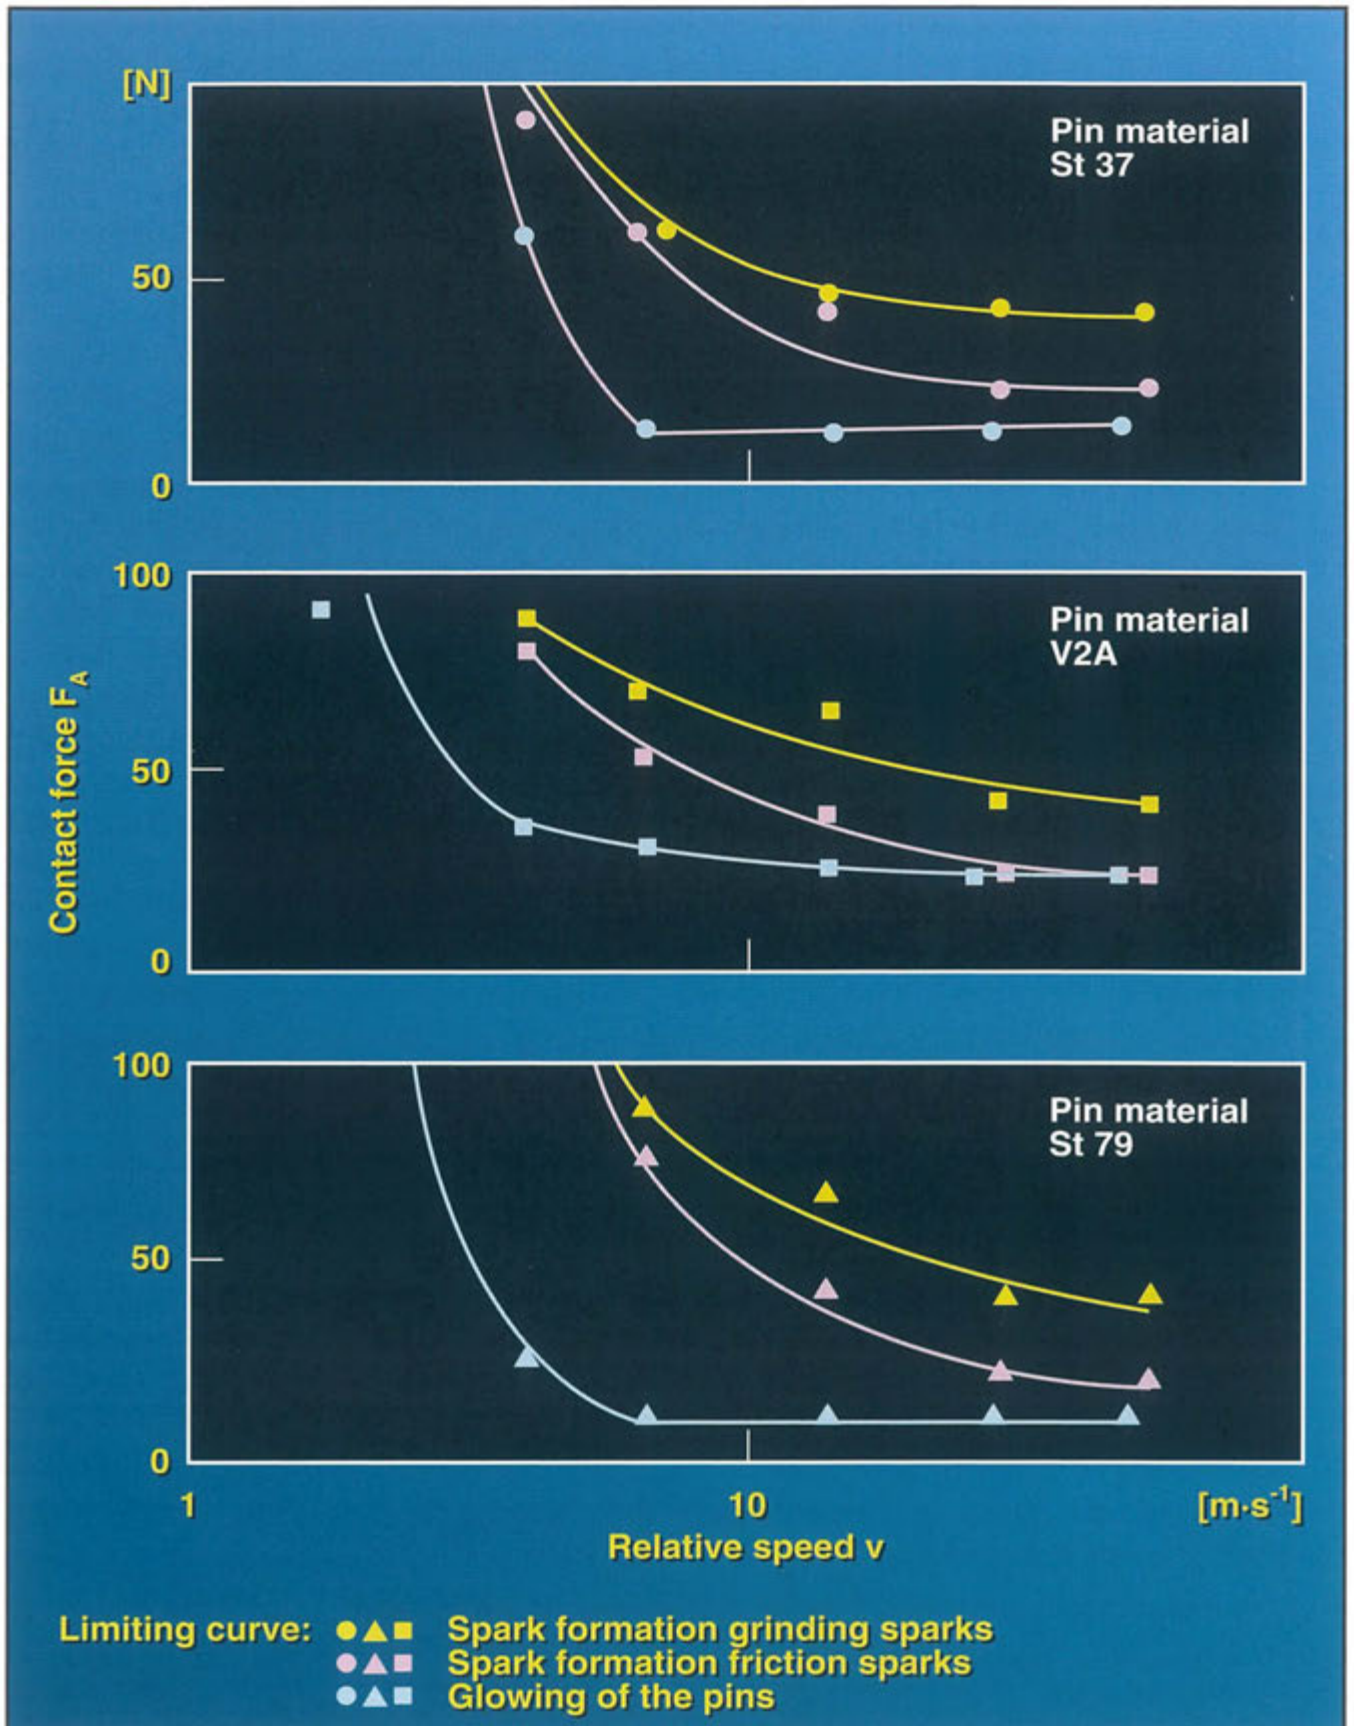 [N]
Pin material
St 37
50
0
100
Pin material
V2A
50
0
Contact force F_A
100
Pin material
St 79
50
0
1
10
[m·s⁻¹]
Relative speed v
Limiting curve:
Spark formation grinding sparks
Spark formation friction sparks
Glowing of the pins